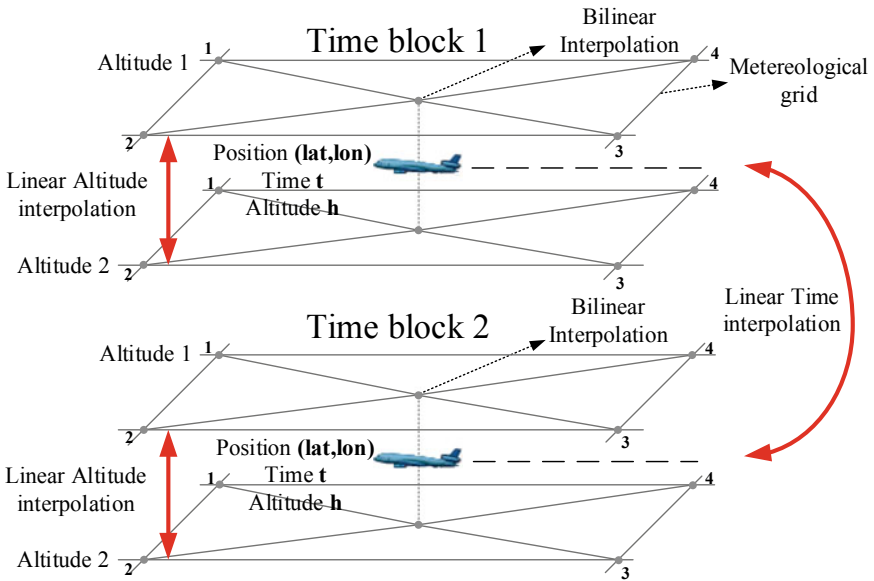 Time block 1
Bilinear
Interpolation
Altitude 1
1
4
Metereological
grid
2
3
Position (lat,lon)
Time t
Altitude h
Linear Altitude
interpolation
1
4
Altitude 2
2
3
Linear Time
interpolation
Time block 2
Bilinear
Interpolation
Altitude 1
1
4
2
3
Position (lat,lon)
Time t
Altitude h
Linear Altitude
interpolation
1
4
Altitude 2
2
3